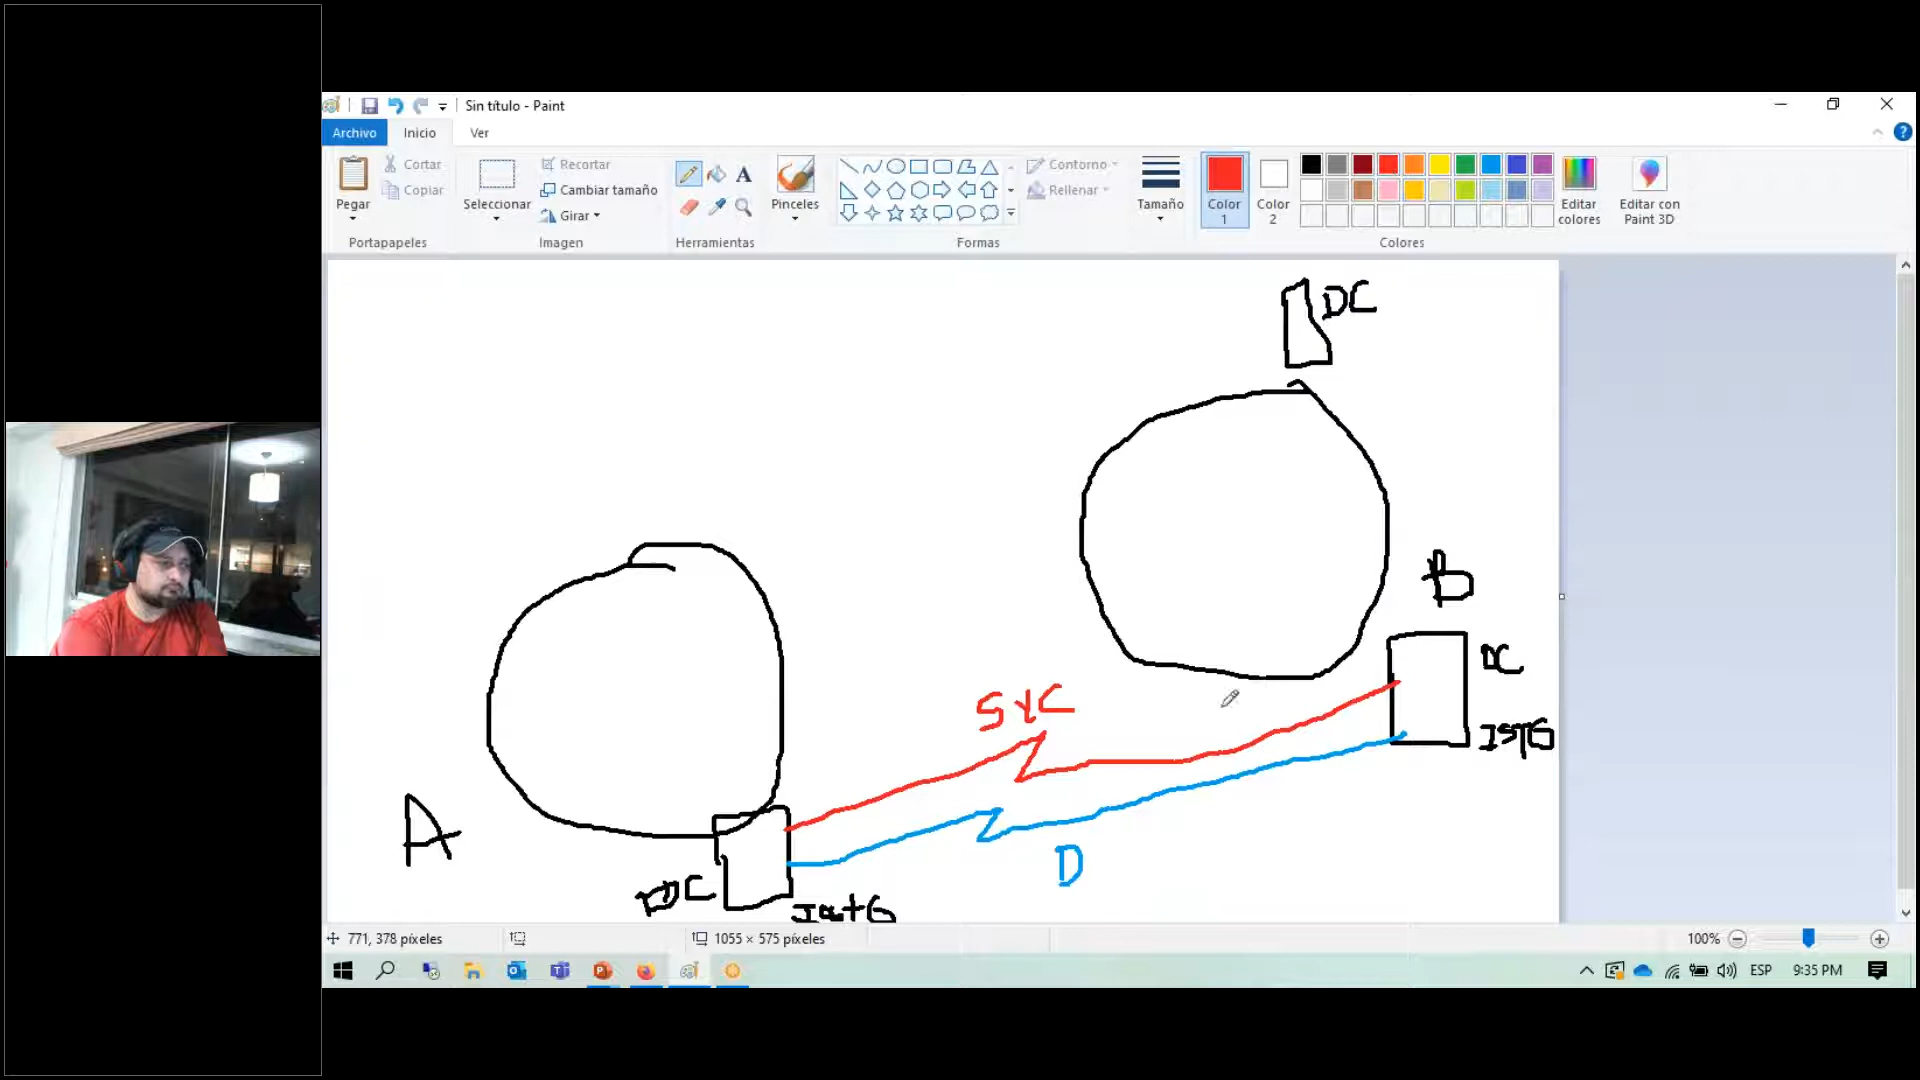 Sin título - Paint
Archivo Inicio Ver
Pegar
Cortar
Copiar
Portapapeles
Seleccionar
Recortar
Cambiar tamaño
Girar
Imagen
A
Herramientas
Pinceles
Formas
Contorno
Rellenar
Tamaño
Color 1
Color 2
Editar colores
Editar con Paint 3D
Colores
DC
B
DC
SYC
A
D
DC
771, 378 píxeles
1055 × 575 píxeles
100%
ESP
9:35 PM